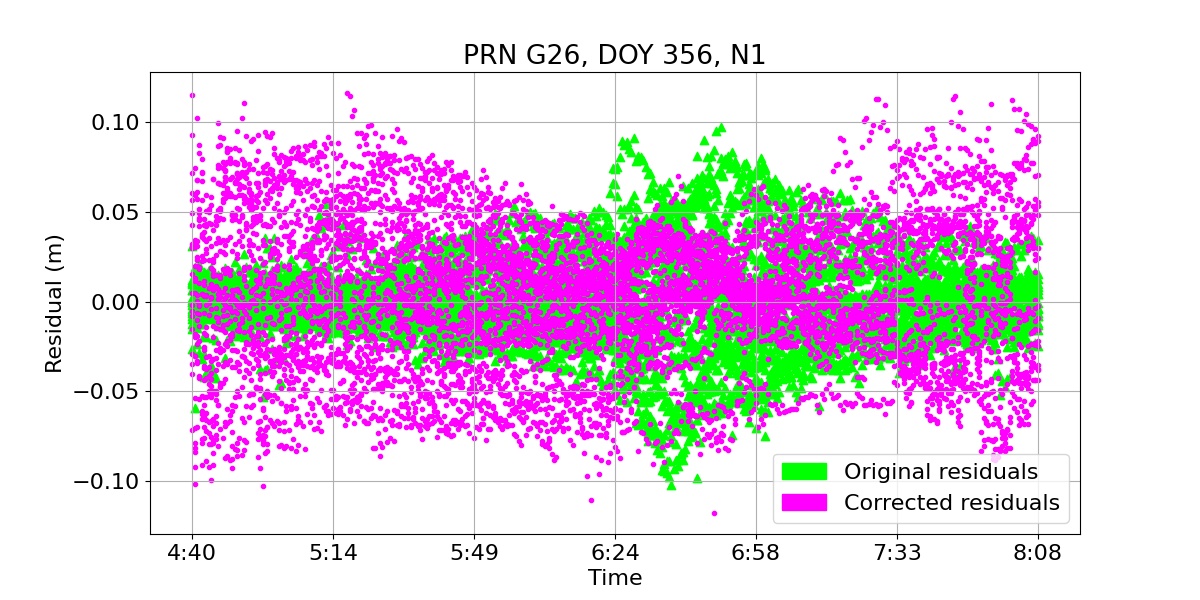 PRN G26, DOY 356, N1
Residual (m)
0.10
0.05
0.00
−0.05
−0.10
Original residuals
Corrected residuals
4:40 5:14 5:49 6:24 6:58 7:33 8:08
Time